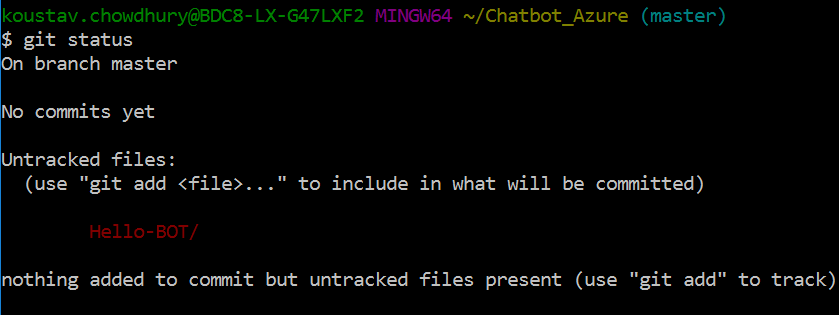 koustav.chowdhury@BDC8-LX-G47LXF2 MINGW64 ~/Chatbot_Azure (master)
$ git status
On branch master
No commits yet
Untracked files:
(use "git add <file>..." to include in what will be committed)
Hello-BOT/
nothing added to commit but untracked files present (use "git add" to track)